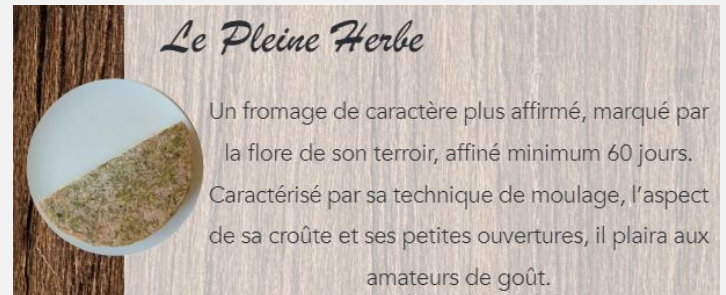 Le Pleine Herbe
Un fromage de caractère plus affirmé, marqué par
la flore de son terroir, affiné minimum 60 jours.
Caractérisé par sa technique de moulage, l'aspect
de sa croûte et ses petites ouvertures, il plaira aux
amateurs de goût.